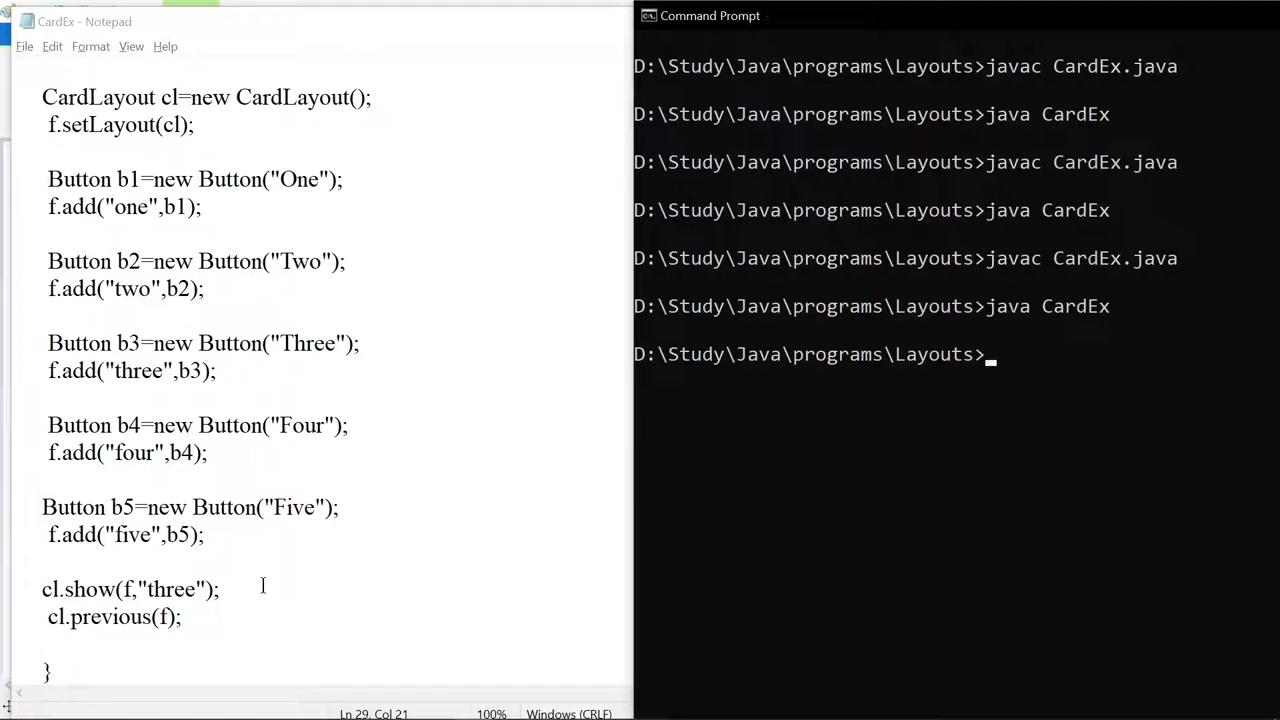 CardEx - Notepad
File Edit Format View Help
CardLayout cl=new CardLayout();
f.setLayout(cl);
Button b1=new Button("One");
f.add("one",b1);
Button b2=new Button("Two");
f.add("two",b2);
Button b3=new Button("Three");
f.add("three",b3);
Button b4=new Button("Four");
f.add("four",b4);
Button b5=new Button("Five");
f.add("five",b5);
cl.show(f,"three");
cl.previous(f);
}
Ln 29, Col 21 100% Windows (CRLF)
Command Prompt
D:\Study\Java\programs\Layouts>javac CardEx.java
D:\Study\Java\programs\Layouts>java CardEx
D:\Study\Java\programs\Layouts>javac CardEx.java
D:\Study\Java\programs\Layouts>java CardEx
D:\Study\Java\programs\Layouts>javac CardEx.java
D:\Study\Java\programs\Layouts>java CardEx
D:\Study\Java\programs\Layouts>